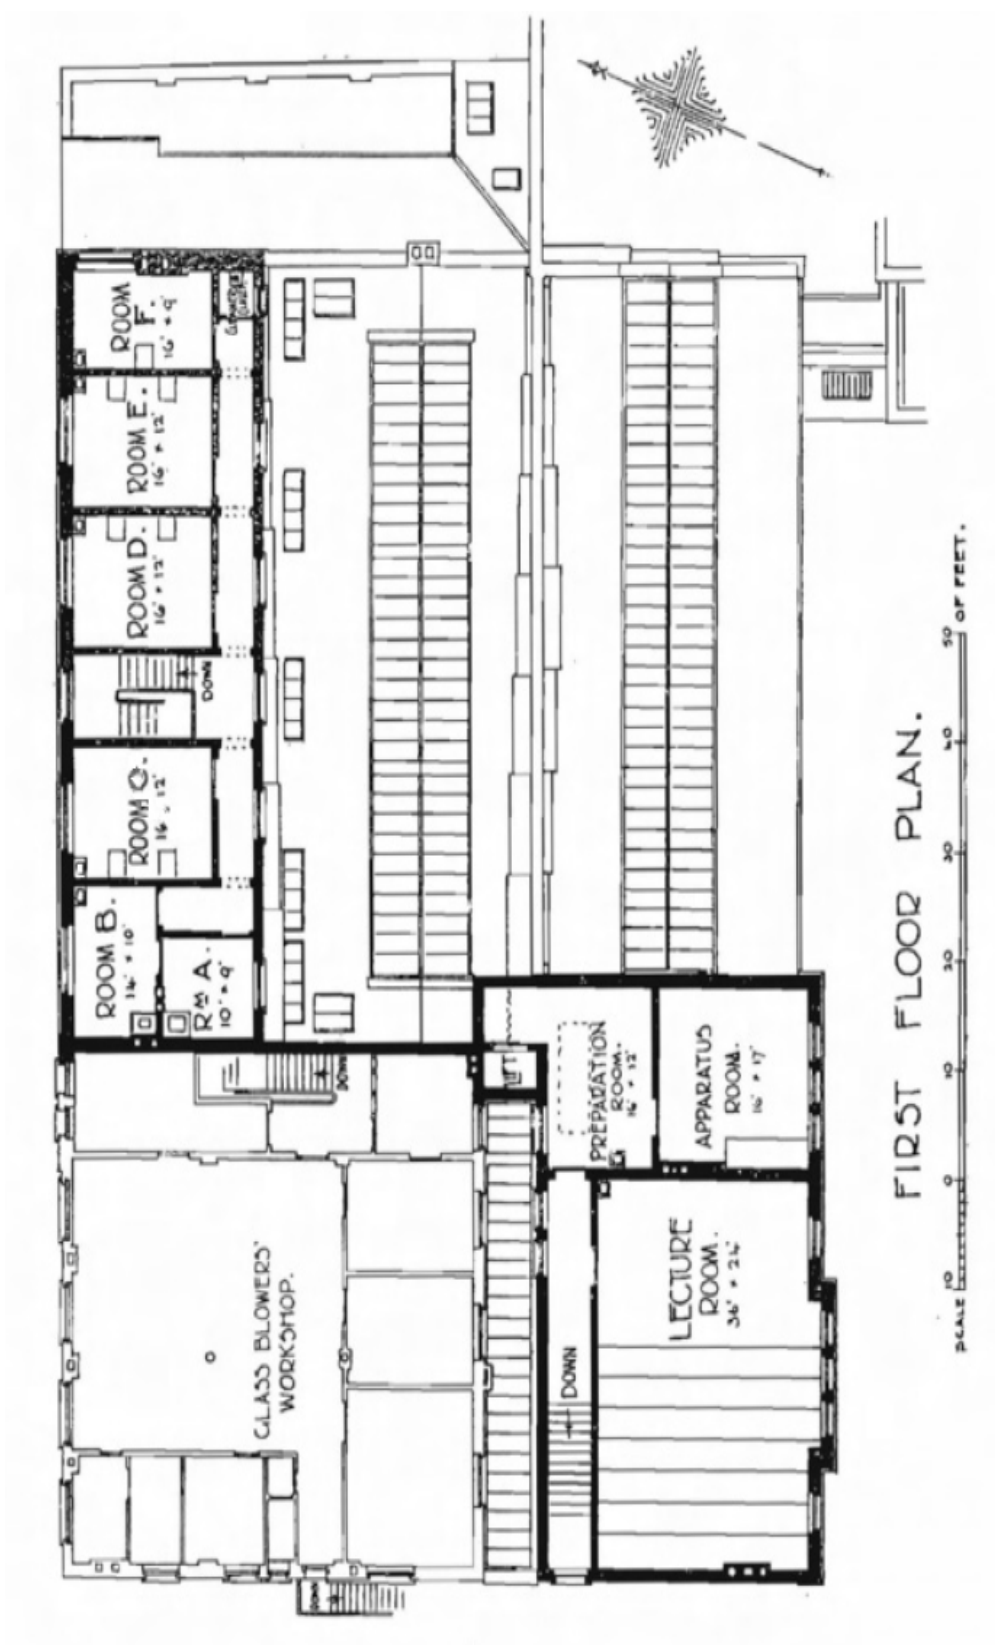 ROOM
F.
16' × 9'
ROOM E.
16' × 12'
ROOM D.
16' × 12'
DOWN
ROOM C.
16 . 12'
ROOM B.
14' × 10'
RM A.
10' × 9'
DOWN
LIFT
PREPARATION
ROOM.
16' × 12'
APPARATUS
ROOM.
16' × 17'
LECTURE
ROOM.
36' × 24'
DOWN
GLASS BLOWERS'
WORKSHOP.
DOWN
FIRST FLOOR PLAN.
SCALE 10 0 10 20 30 40 50 OF FEET.